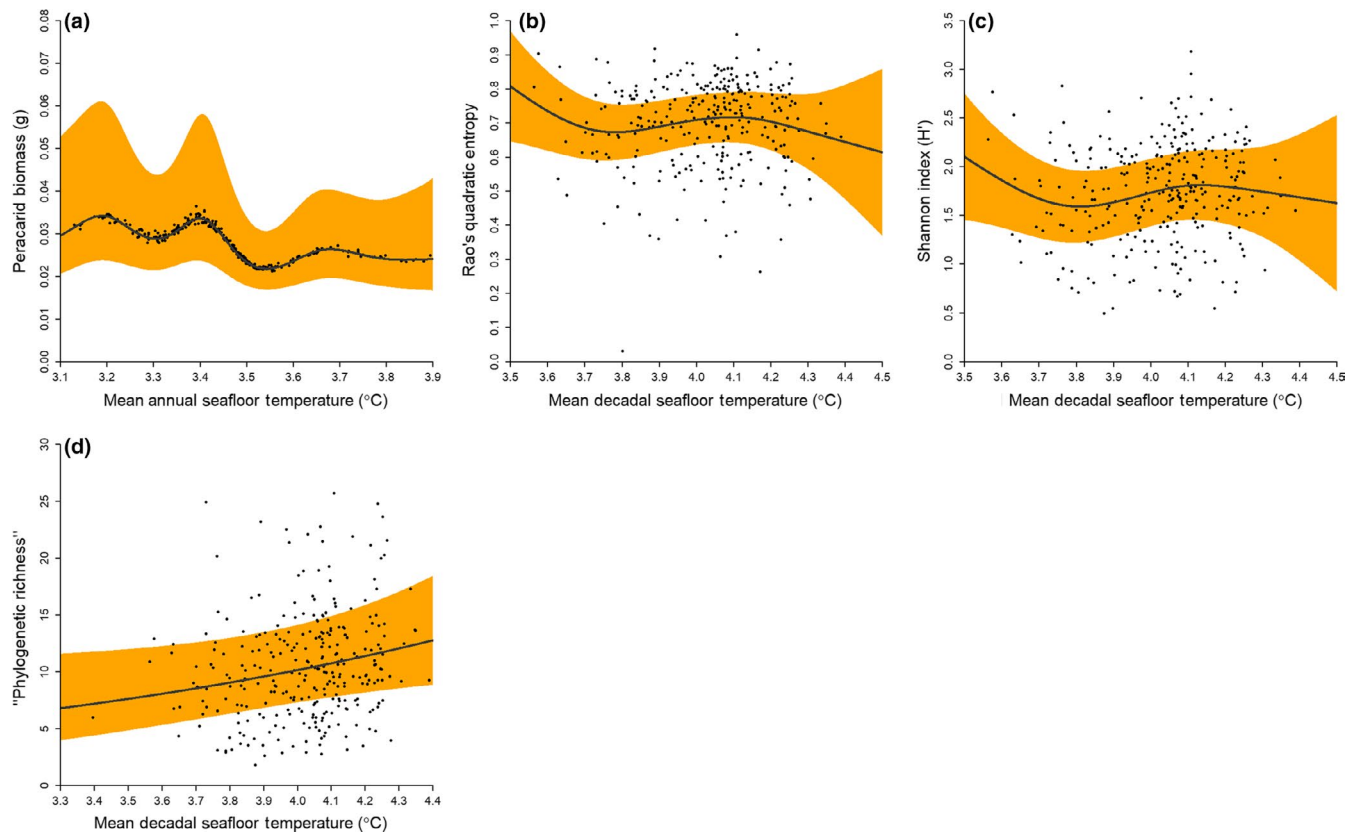 (a)
0.08
0.07
0.06
0.05
0.04
0.03
0.02
0.01
0.00
Peracarid biomass (g)
3.1 3.2 3.3 3.4 3.5 3.6 3.7 3.8 3.9
Mean annual seafloor temperature (°C)
(b)
1.0
0.9
0.8
0.7
0.6
0.5
0.4
0.3
0.2
0.1
0.0
Rao's quadratic entropy
3.5 3.6 3.7 3.8 3.9 4.0 4.1 4.2 4.3 4.4 4.5
Mean decadal seafloor temperature (°C)
(c)
3.5
3.0
2.5
2.0
1.5
1.0
0.5
0.0
Shannon index (H')
3.5 3.6 3.7 3.8 3.9 4.0 4.1 4.2 4.3 4.4 4.5
Mean decadal seafloor temperature (°C)
(d)
30
25
20
15
10
5
0
"Phylogenetic richness"
3.3 3.4 3.5 3.6 3.7 3.8 3.9 4.0 4.1 4.2 4.3 4.4
Mean decadal seafloor temperature (°C)